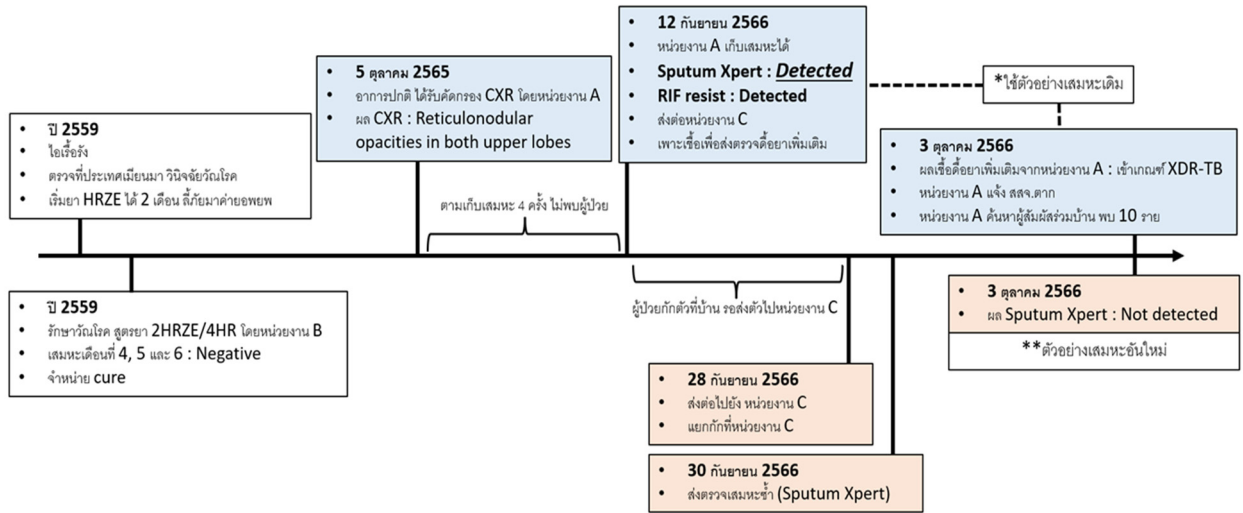 • ปี 2559
• ไอเรื้อรัง
• ตรวจที่ประเทศเมียนมา วินิจฉัยวัณโรค
• เริ่มยา HRZE ได้ 2 เดือน ลี้ภัยมาค่ายอพยพ
• 5 ตุลาคม 2565
• อาการปกติ ได้รับคัดกรอง CXR โดยหน่วยงาน A
• ผล CXR : Reticulonodular
opacities in both upper lobes
• 12 กันยายน 2566
• หน่วยงาน A เก็บเสมหะได้
• Sputum Xpert : Detected
• RIF resist : Detected
• ส่งต่อหน่วยงาน C
• เพาะเชื้อเพื่อส่งตรวจดื้อยาเพิ่มเติม
*ใช้ตัวอย่างเสมหะเดิม
• 3 ตุลาคม 2566
• ผลเชื้อดื้อยาเพิ่มเติมจากหน่วยงาน A : เข้าเกณฑ์ XDR-TB
• หน่วยงาน A แจ้ง สสจ.ตาก
• หน่วยงาน A ค้นหาผู้สัมผัสร่วมบ้าน พบ 10 ราย
ตามเก็บเสมหะ 4 ครั้ง ไม่พบผู้ป่วย
• ปี 2559
• รักษาวัณโรค สูตรยา 2HRZE/4HR โดยหน่วยงาน B
• เสมหะเดือนที่ 4, 5 และ 6 : Negative
• จำหน่าย cure
ผู้ป่วยกักตัวที่บ้าน รอส่งตัวไปหน่วยงาน C
• 28 กันยายน 2566
• ส่งต่อไปยัง หน่วยงาน C
• แยกกักที่หน่วยงาน C
• 30 กันยายน 2566
• ส่งตรวจเสมหะซ้ำ (Sputum Xpert)
• 3 ตุลาคม 2566
• ผล Sputum Xpert : Not detected
**ตัวอย่างเสมหะอันใหม่